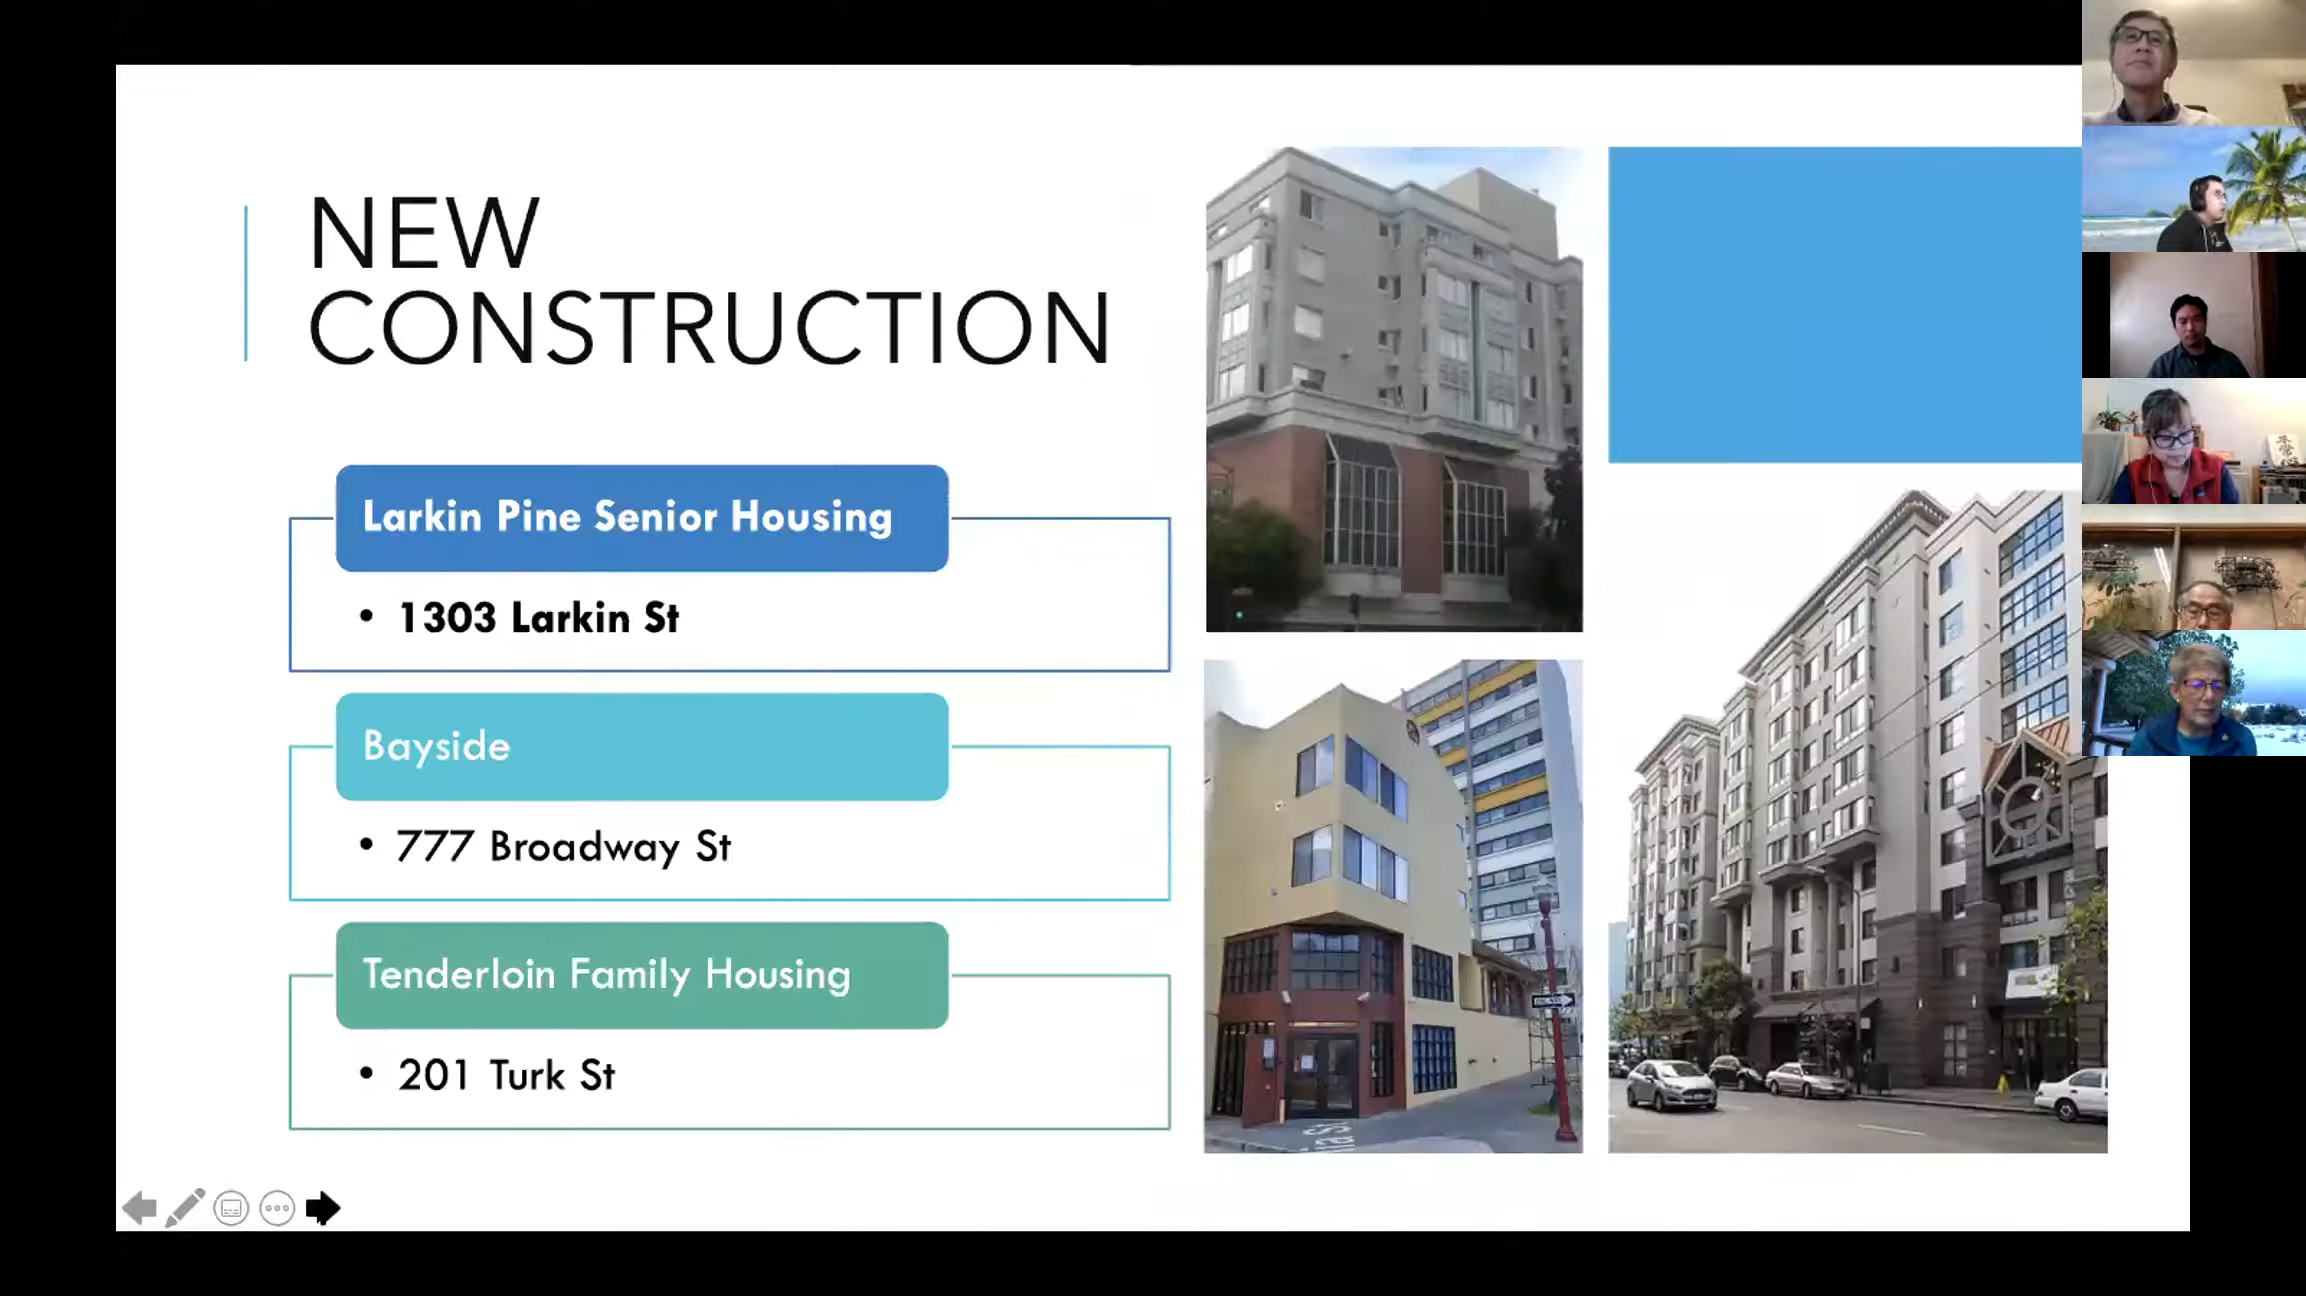 NEW
CONSTRUCTION
Larkin Pine Senior Housing
• 1303 Larkin St
Bayside
• 777 Broadway St
Tenderloin Family Housing
• 201 Turk St